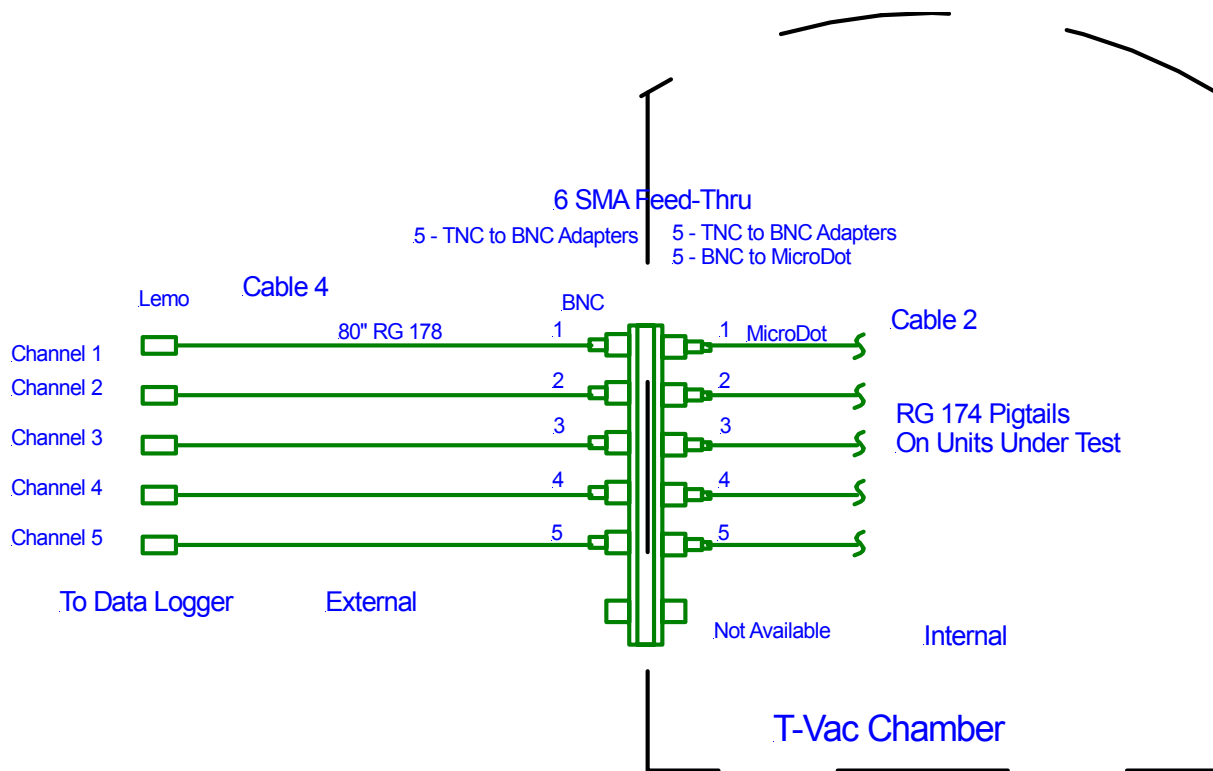 6 SMA Feed-Thru
5 - TNC to BNC Adapters
5 - TNC to BNC Adapters
5 - BNC to MicroDot
Lemo
Cable 4
BNC
Cable 2
Channel 1
80" RG 178
1
1
MicroDot
Channel 2
2
2
RG 174 Pigtails
On Units Under Test
Channel 3
3
3
Channel 4
4
4
Channel 5
5
5
To Data Logger
External
Not Available
Internal
T-Vac Chamber